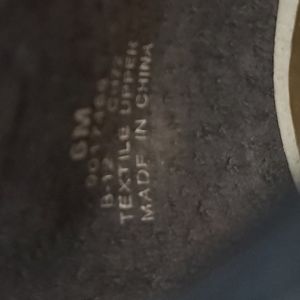 6M
B-12
TEXTILE UPPER
MADE IN CHINA